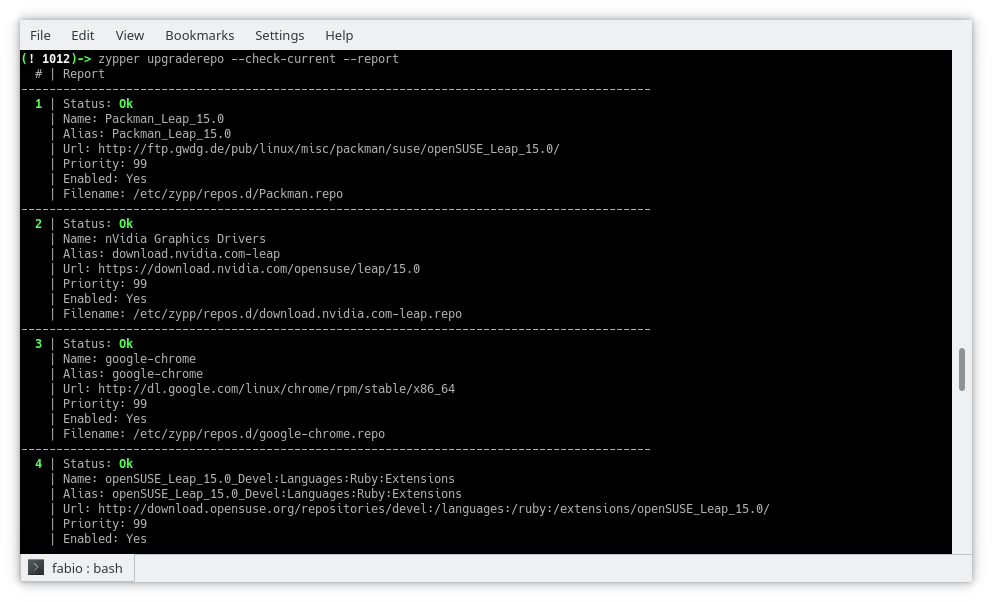 File Edit View Bookmarks Settings Help
(! 1012)-> zypper upgraderepo --check-current --report
# | Report
------------------------------------------------------------------------------------------
1 | Status: Ok
| Name: Packman_Leap_15.0
| Alias: Packman_Leap_15.0
| Url: http://ftp.gwdg.de/pub/linux/misc/packman/suse/openSUSE_Leap_15.0/
| Priority: 99
| Enabled: Yes
| Filename: /etc/zypp/repos.d/Packman.repo
------------------------------------------------------------------------------------------
2 | Status: Ok
| Name: nVidia Graphics Drivers
| Alias: download.nvidia.com-leap
| Url: https://download.nvidia.com/opensuse/leap/15.0
| Priority: 99
| Enabled: Yes
| Filename: /etc/zypp/repos.d/download.nvidia.com-leap.repo
------------------------------------------------------------------------------------------
3 | Status: Ok
| Name: google-chrome
| Alias: google-chrome
| Url: http://dl.google.com/linux/chrome/rpm/stable/x86_64
| Priority: 99
| Enabled: Yes
| Filename: /etc/zypp/repos.d/google-chrome.repo
------------------------------------------------------------------------------------------
4 | Status: Ok
| Name: openSUSE_Leap_15.0_Devel:Languages:Ruby:Extensions
| Alias: openSUSE_Leap_15.0_Devel:Languages:Ruby:Extensions
| Url: http://download.opensuse.org/repositories/devel:/languages:/ruby:/extensions/openSUSE_Leap_15.0/
| Priority: 99
| Enabled: Yes
fabio : bash